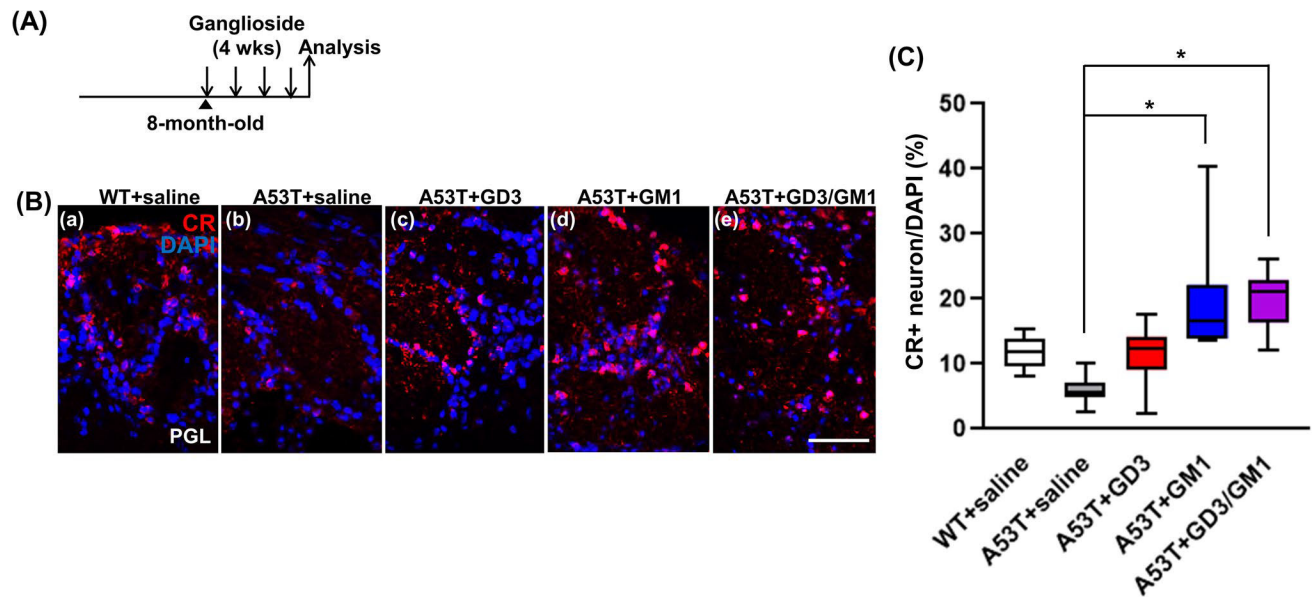 (A)
Ganglioside
(4 wks) Analysis
8-month-old
(B)
WT+saline A53T+saline A53T+GD3 A53T+GM1 A53T+GD3/GM1
(a) CR (b) (c) (d) (e)
DAPI
PGL
(C)
*
*
CR+ neuron/DAPI (%)
50
40
30
20
10
0
WT+saline
A53T+saline
A53T+GD3
A53T+GM1
A53T+GD3/GM1